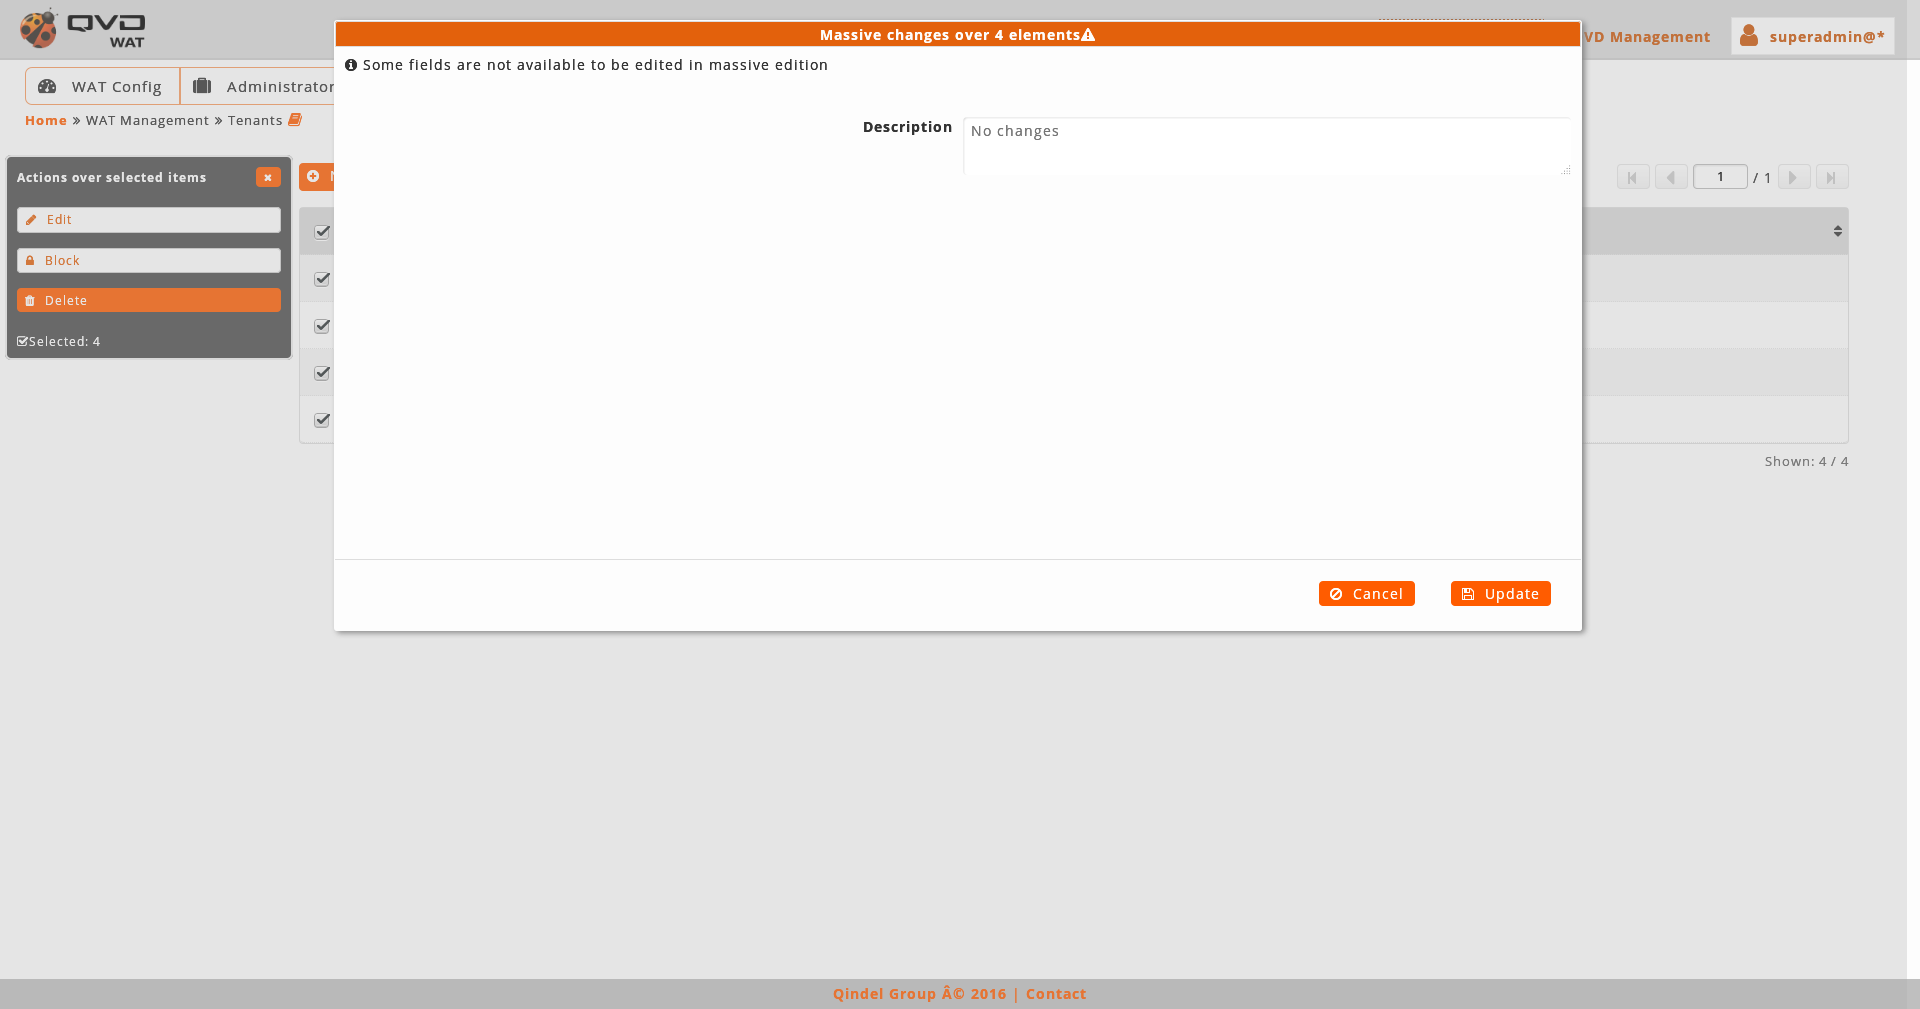 QVD
WAT
VD Management
superadmin@*
WAT Config
Administrator
Home » WAT Management » Tenants
Massive changes over 4 elements
Some fields are not available to be edited in massive edition
Description
No changes
Actions over selected items
Edit
Block
Delete
Selected: 4
1 / 1
Shown: 4 / 4
Cancel
Update
Qindel Group Â© 2016 | Contact